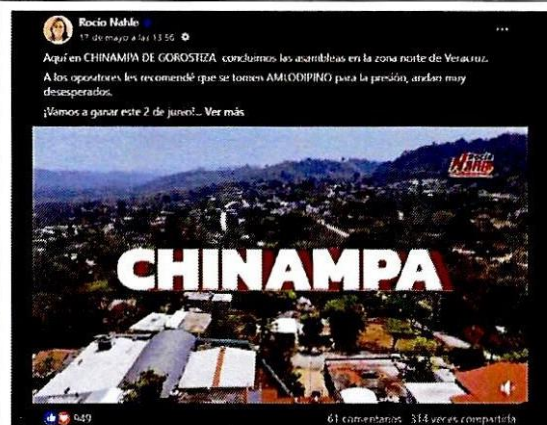 Rocío Nahle
17 de mayo a las 13:56
Aquí en CHINAMPA DE GOROSTIZA concluimos las asambleas en la zona norte de Veracruz.
A los opositores les recomendé que se tomen AMLODIPINO para la presión, andan muy
desesperados.
¡Vamos a ganar este 2 de junio!... Ver más
Rocío
Nahle
CHINAMPA
949
61 comentarios 314 veces compartida